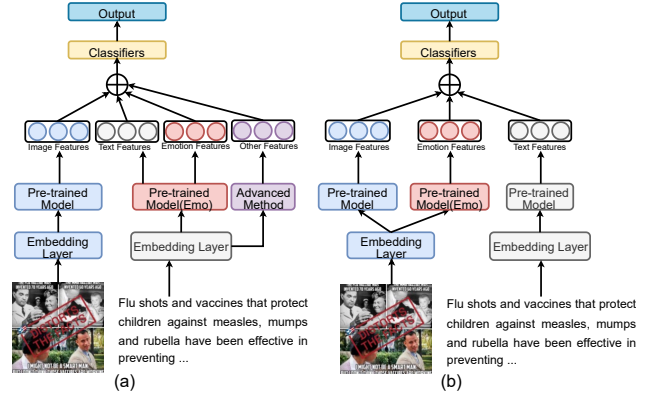 Output
Classifiers
Image Features
Text Features
Emotion Features
Other Features
Pre-trained
Model
Pre-trained
Model(Emo)
Advanced
Method
Embedding
Layer
Embedding Layer
Flu shots and vaccines that protect
children against measles, mumps
and rubella have been effective in
preventing ...
(a)
Output
Classifiers
Image Features
Emotion Features
Text Features
Pre-trained
Model
Pre-trained
Model(Emo)
Pre-trained
Model
Embedding
Layer
Embedding Layer
Flu shots and vaccines that protect
children against measles, mumps
and rubella have been effective in
preventing ...
(b)